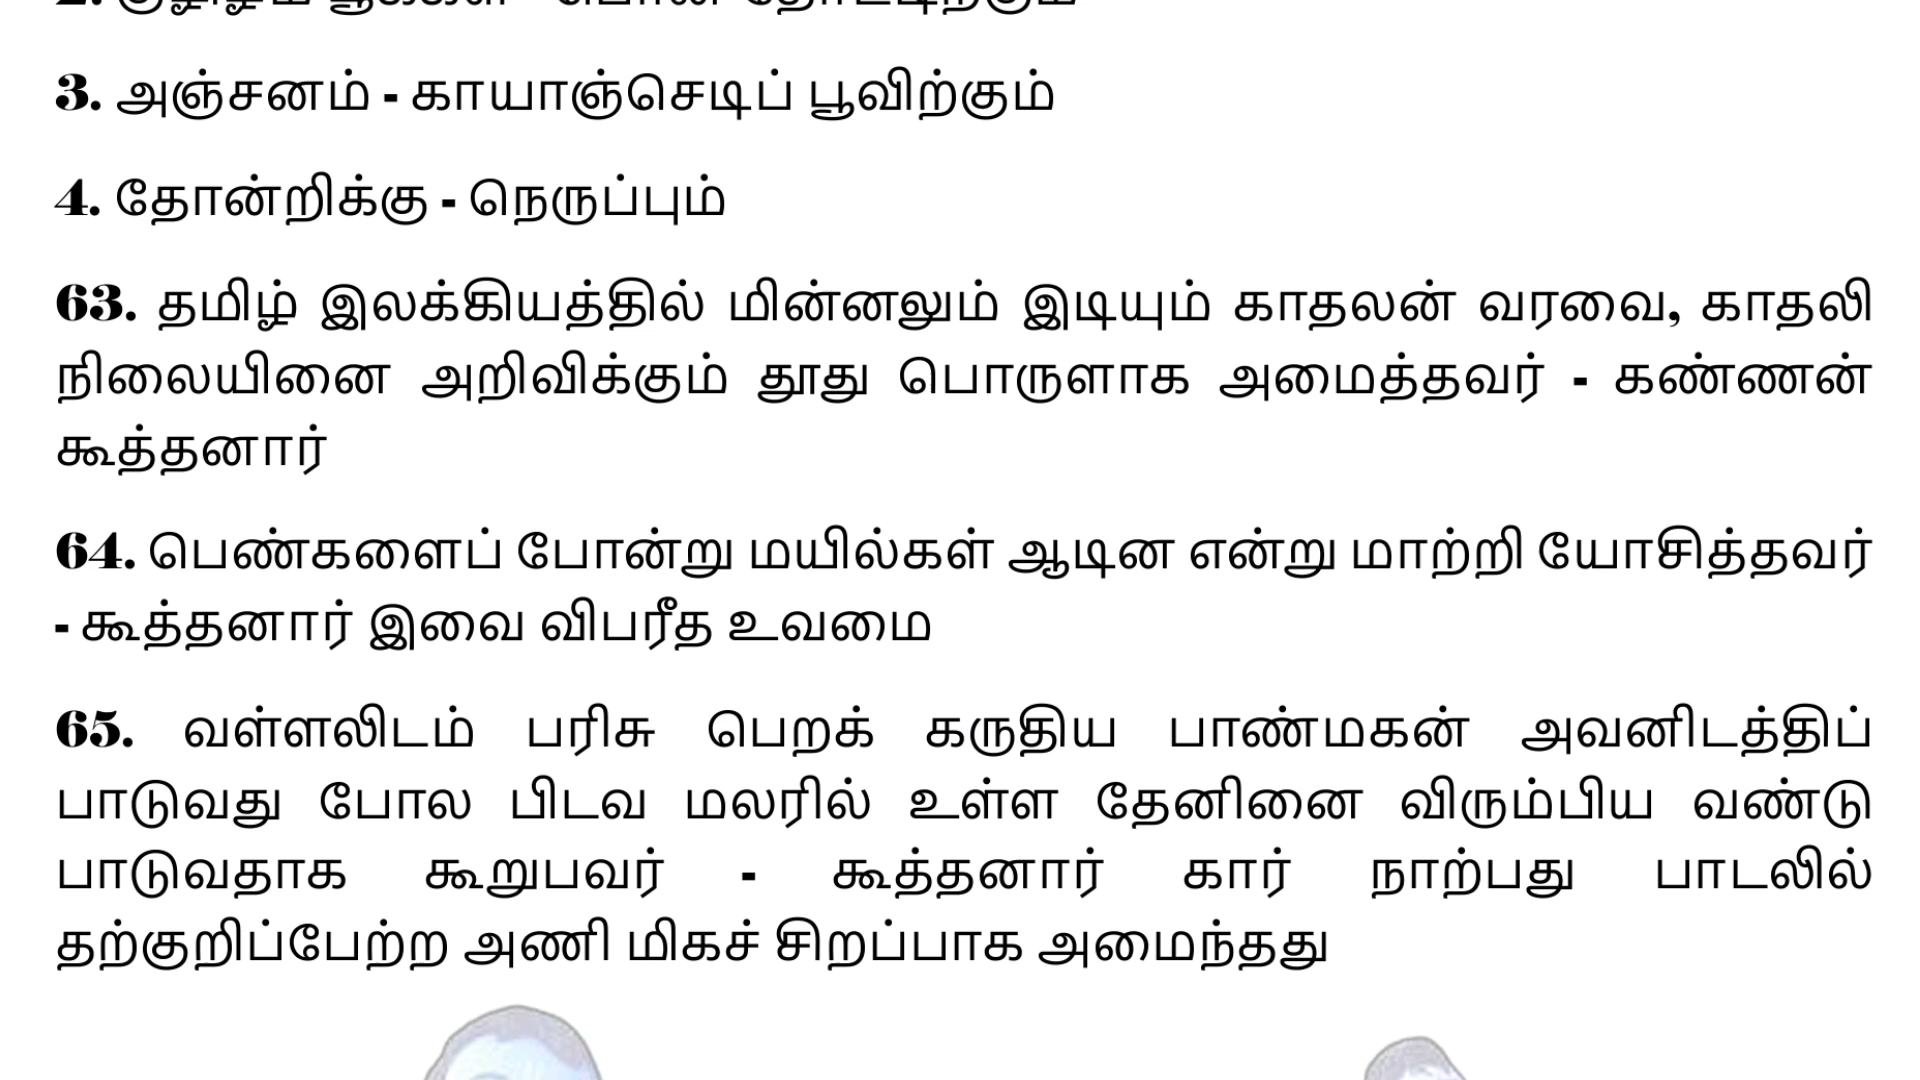 3. அஞ்சனம் - காயாஞ்செடிப் பூவிற்கும்
4. தோன்றிக்கு - நெருப்பும்
63. தமிழ் இலக்கியத்தில் மின்னலும் இடியும் காதலன் வரவை, காதலி
நிலையினை அறிவிக்கும் தூது பொருளாக அமைத்தவர் - கண்ணன்
கூத்தனார்
64. பெண்களைப் போன்று மயில்கள் ஆடின என்று மாற்றி யோசித்தவர்
- கூத்தனார் இவை விபரீத உவமை
65. வள்ளலிடம் பரிசு பெறக் கருதிய பாண்மகன் அவனிடத்திப்
பாடுவது போல பிடவ மலரில் உள்ள தேனினை விரும்பிய வண்டு
பாடுவதாக கூறுபவர் - கூத்தனார் கார் நாற்பது பாடலில்
தற்குறிப்பேற்ற அணி மிகச் சிறப்பாக அமைந்தது